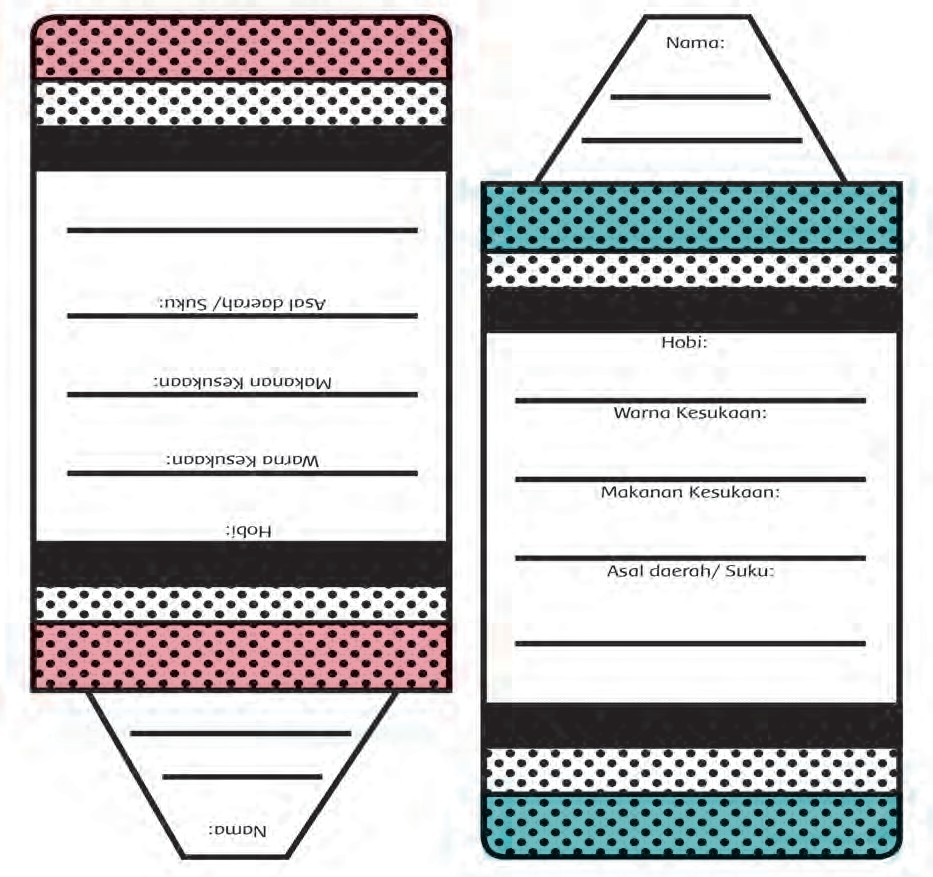 Nama:
Hobi:
Warna Kesukaan:
Makanan Kesukaan:
Asal daerah/ Suku:
Nama:
Hobi:
Warna Kesukaan:
Makanan Kesukaan:
Asal daerah/ Suku: